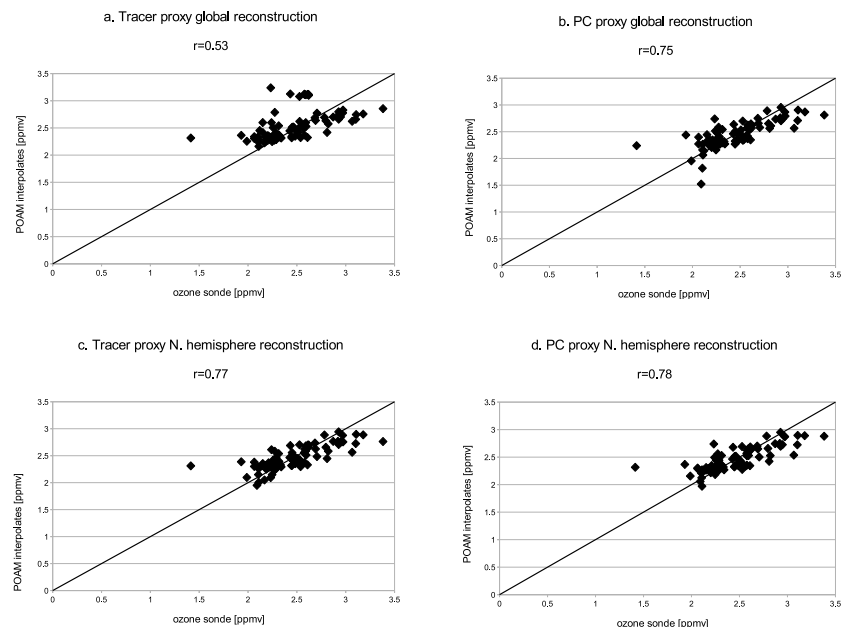 a. Tracer proxy global reconstruction
r=0.53
3.5
3
2.5
2
1.5
1
0.5
0
0 0.5 1 1.5 2 2.5 3 3.5
POAM interpolates [ppmv]
ozone sonde [ppmv]
b. PC proxy global reconstruction
r=0.75
3.5
3
2.5
2
1.5
1
0.5
0
0 0.5 1 1.5 2 2.5 3 3.5
POAM interpolates [ppmv]
ozone sonde [ppmv]
c. Tracer proxy N. hemisphere reconstruction
r=0.77
3.5
3
2.5
2
1.5
1
0.5
0
0 0.5 1 1.5 2 2.5 3 3.5
POAM interpolates [ppmv]
ozone sonde [ppmv]
d. PC proxy N. hemisphere reconstruction
r=0.78
3.5
3
2.5
2
1.5
1
0.5
0
0 0.5 1 1.5 2 2.5 3 3.5
POAM interpolates [ppmv]
ozone sonde [ppmv]